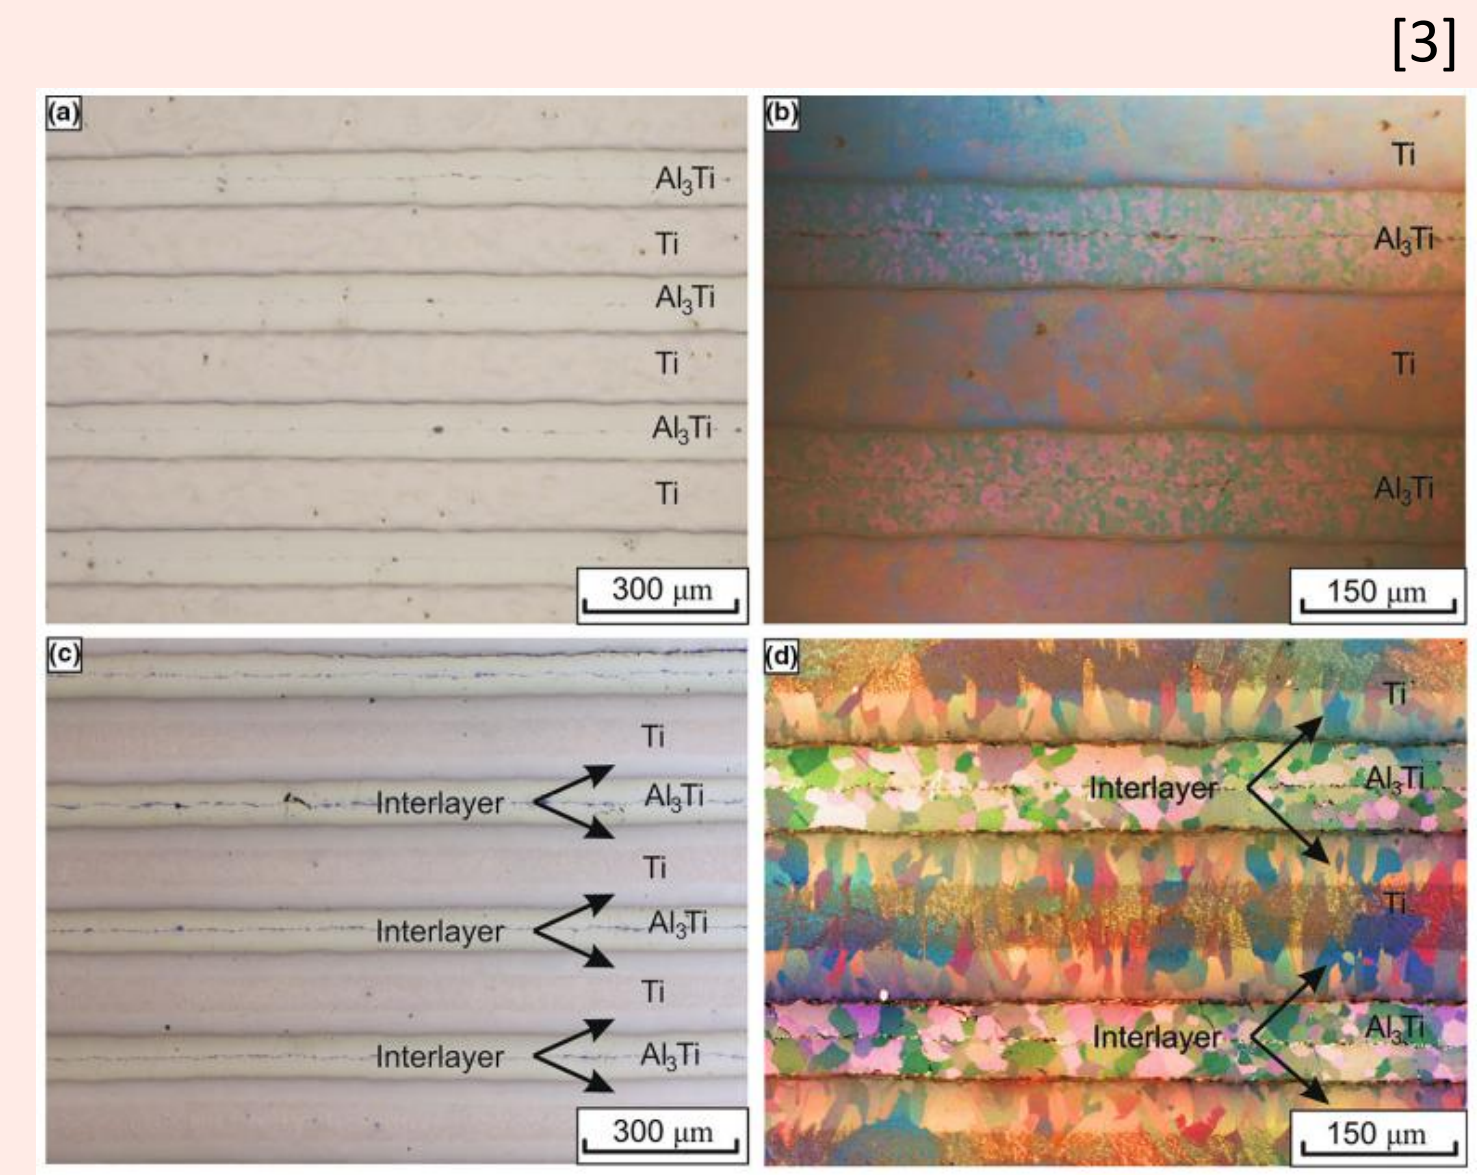 [3]
(a)
Al₃Ti
Ti
Al₃Ti
Ti
Al₃Ti
Ti
300 μm
(b)
Ti
Al₃Ti
Ti
Al₃Ti
150 μm
(c)
Ti
Interlayer Al₃Ti
Ti
Interlayer Al₃Ti
Ti
Interlayer Al₃Ti
300 μm
(d)
Ti
Interlayer Al₃Ti
Ti
Interlayer Al₃Ti
150 μm